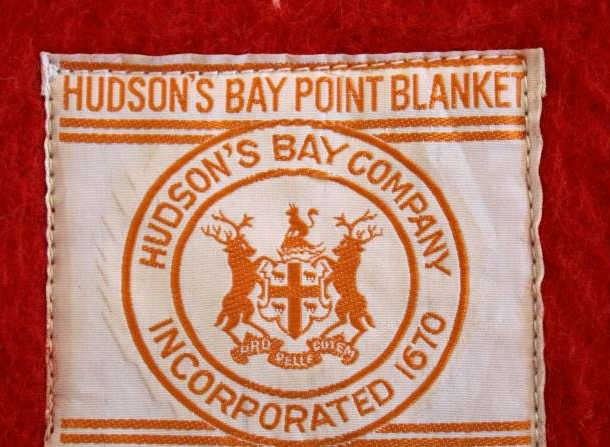 HUDSON'S BAY POINT BLANKET
HUDSON'S BAY COMPANY
PRO PELLE CUTEM
INCORPORATED 1670